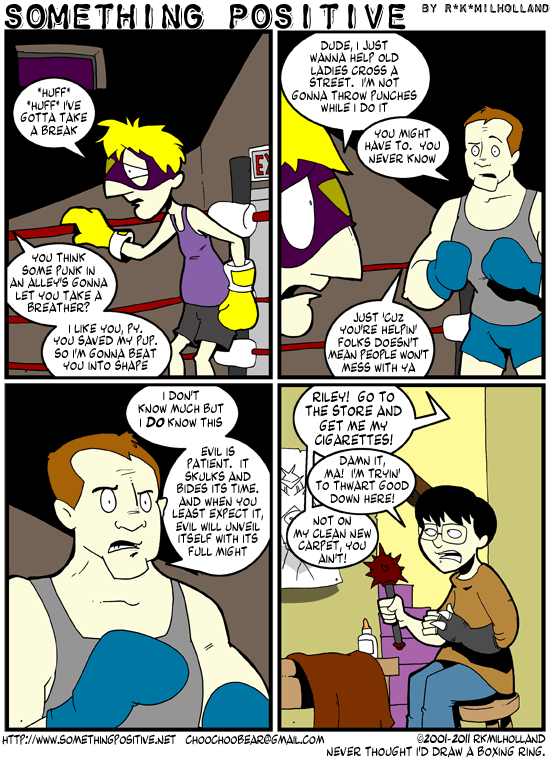 SOMETHING POSITIVE BY R*K*MILHOLLAND
*HUFF*
*HUFF* I'VE
GOTTA TAKE
A BREAK
EX
YOU THINK
SOME PUNK IN
AN ALLEY'S GONNA
LET YOU TAKE A
BREATHER?
I LIKE YOU, PY.
YOU SAVED MY PUP.
SO I'M GONNA BEAT
YOU INTO SHAPE
DUDE, I JUST
WANNA HELP OLD
LADIES CROSS A
STREET. I'M NOT
GONNA THROW PUNCHES
WHILE I DO IT
YOU MIGHT
HAVE TO. YOU
NEVER KNOW
JUST 'CUZ
YOU'RE HELPIN'
FOLKS DOESN'T
MEAN PEOPLE WON'T
MESS WITH YA
I DON'T
KNOW MUCH BUT
I DO KNOW THIS
EVIL IS
PATIENT. IT
SKULKS AND
BIDES ITS TIME.
AND WHEN YOU
LEAST EXPECT IT,
EVIL WILL UNVEIL
ITSELF WITH ITS
FULL MIGHT
RILEY! GO TO
THE STORE AND
GET ME MY
CIGARETTES!
DAMN IT,
MA! I'M TRYIN'
TO THWART GOOD
DOWN HERE!
NOT ON
MY CLEAN NEW
CARPET, YOU
AIN'T!
HTTP://WWW.SOMETHINGPOSITIVE.NET CHOOCHOOBEAR@GMAIL.COM ©2001-2011 RKMILHOLLAND
NEVER THOUGHT I'D DRAW A BOXING RING.